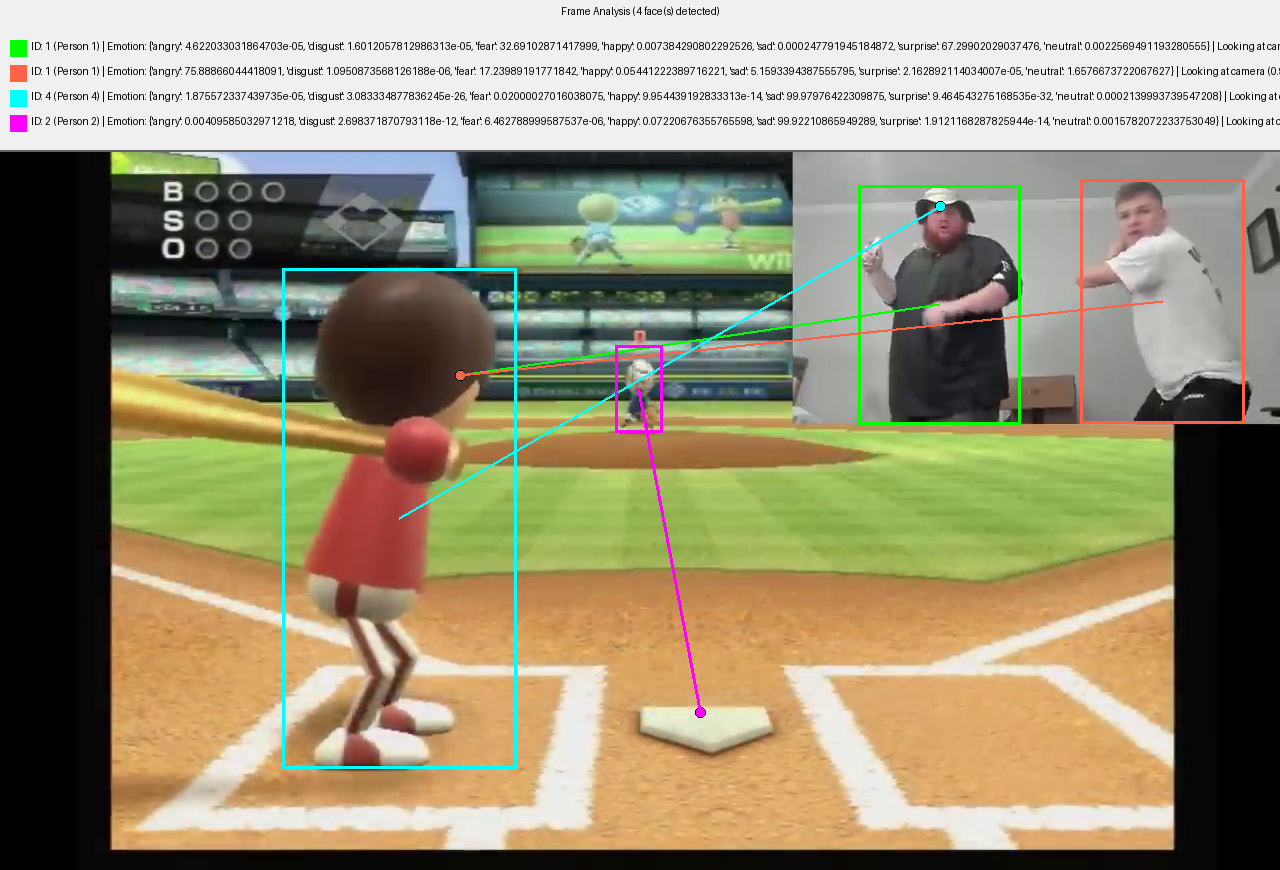 Frame Analysis (4 face(s) detected)
ID: 1 (Person 1) | Emotion: {'angry': 4.622033031864703e-05, 'disgust': 1.6012057812986313e-05, 'fear': 32.69102871417999, 'happy': 0.007384290802292526, 'sad': 0.000247791945184872, 'surprise': 67.29902029037476, 'neutral': 0.0022569491193280555} | Looking at cam
ID: 1 (Person 1) | Emotion: {'angry': 75.88866044418091, 'disgust': 1.0950873568126188e-06, 'fear': 17.23989191771842, 'happy': 0.05441222389716221, 'sad': 5.1593394387555795, 'surprise': 2.162892114034007e-05, 'neutral': 1.6576673722067627} | Looking at camera (0.9
ID: 4 (Person 4) | Emotion: {'angry': 1.875572337439735e-05, 'disgust': 3.083334877836245e-26, 'fear': 0.02000027016038075, 'happy': 9.954439192833313e-14, 'sad': 99.97976422309875, 'surprise': 9.464543275168535e-32, 'neutral': 0.0002139993739547208} | Looking at c
ID: 2 (Person 2) | Emotion: {'angry': 0.00409585032971218, 'disgust': 2.698371870793118e-12, 'fear': 6.462788999587537e-06, 'happy': 0.07220676355765598, 'sad': 99.92210865949289, 'surprise': 1.9121168287825944e-14, 'neutral': 0.0015782072233753049} | Looking at c
B
S
O
Wii